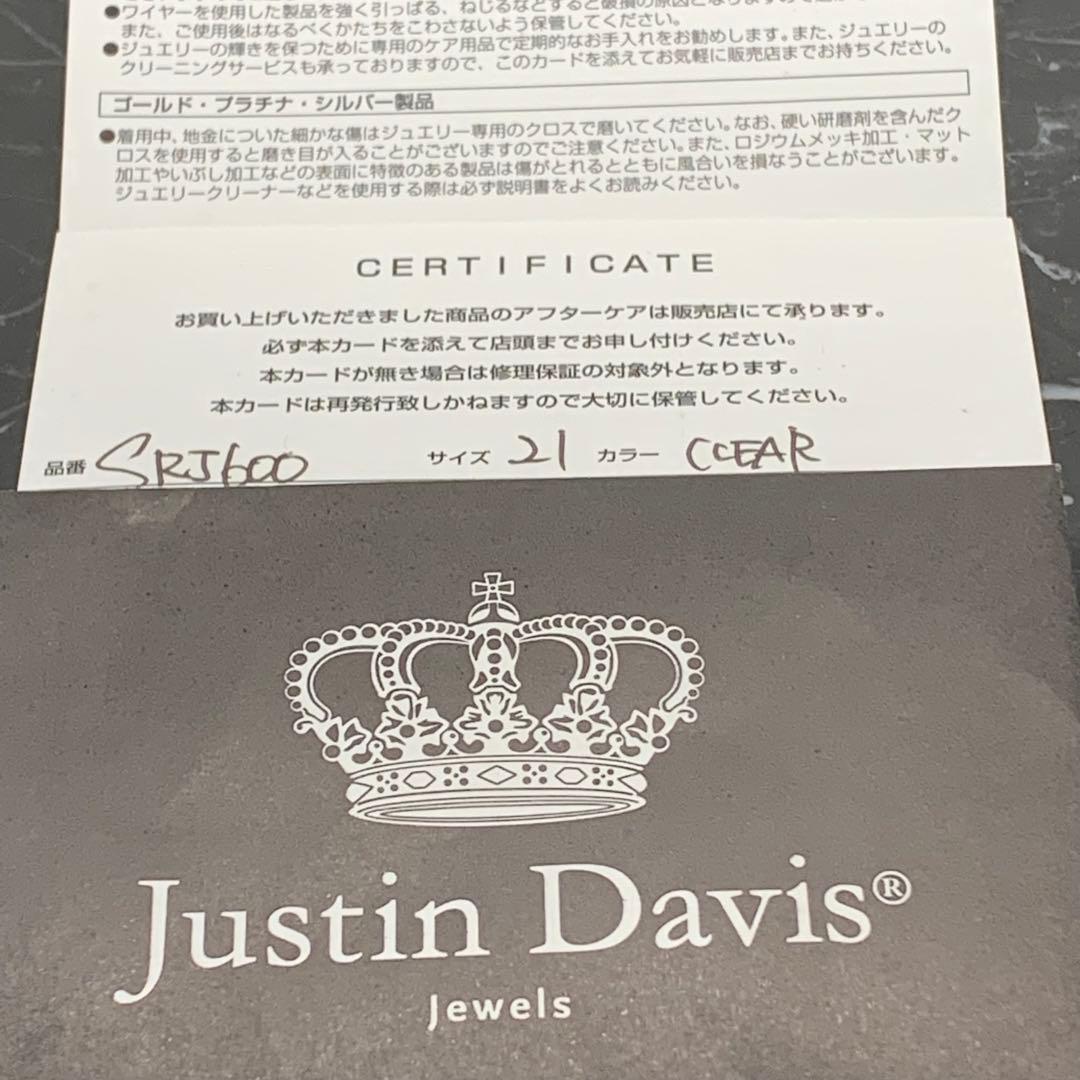 ●ワイヤーを使用した製品を強く引っぱる、ねじるなどすると破損の原因と
また、ご使用後はなるべくかたちをこわさないよう保管してください。
●ジュエリーの輝きを保つために専用のケア用品で定期的なお手入れをお勧めします。また、ジュエリーの
クリーニングサービスも承っておりますので、このカードを添えてお気軽に販売店までお持ちください。
ゴールド・プラチナ・シルバー製品
●着用中、地金についた細かな傷はジュエリー専用のクロスで磨いてください。なお、硬い研磨剤を含んだク
ロスを使用すると磨き目が入ることがございますのでご注意ください。また、ロジウムメッキ加工・マット
加工やいぶし加工などの表面に特徴のある製品は傷がとれるとともに風合いを損なうことがございます。
ジュエリークリーナーなどを使用する際は必ず説明書をよくお読みください。
CERTIFICATE
お買い上げいただきました商品のアフターケアは販売店にて承ります。
必ず本カードを添えて店頭までお申し付けください。
本カードが無き場合は修理保証の対象外となります。
本カードは再発行致しかねますので大切に保管してください。
品番 SRJ600 サイズ 21 カラー CLEAR
Justin Davis®
Jewels